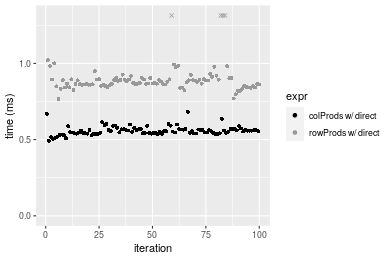 1.0
0.5
0.0
0
25
50
75
100
iteration
time (ms)
expr
colProds w/ direct
rowProds w/ direct